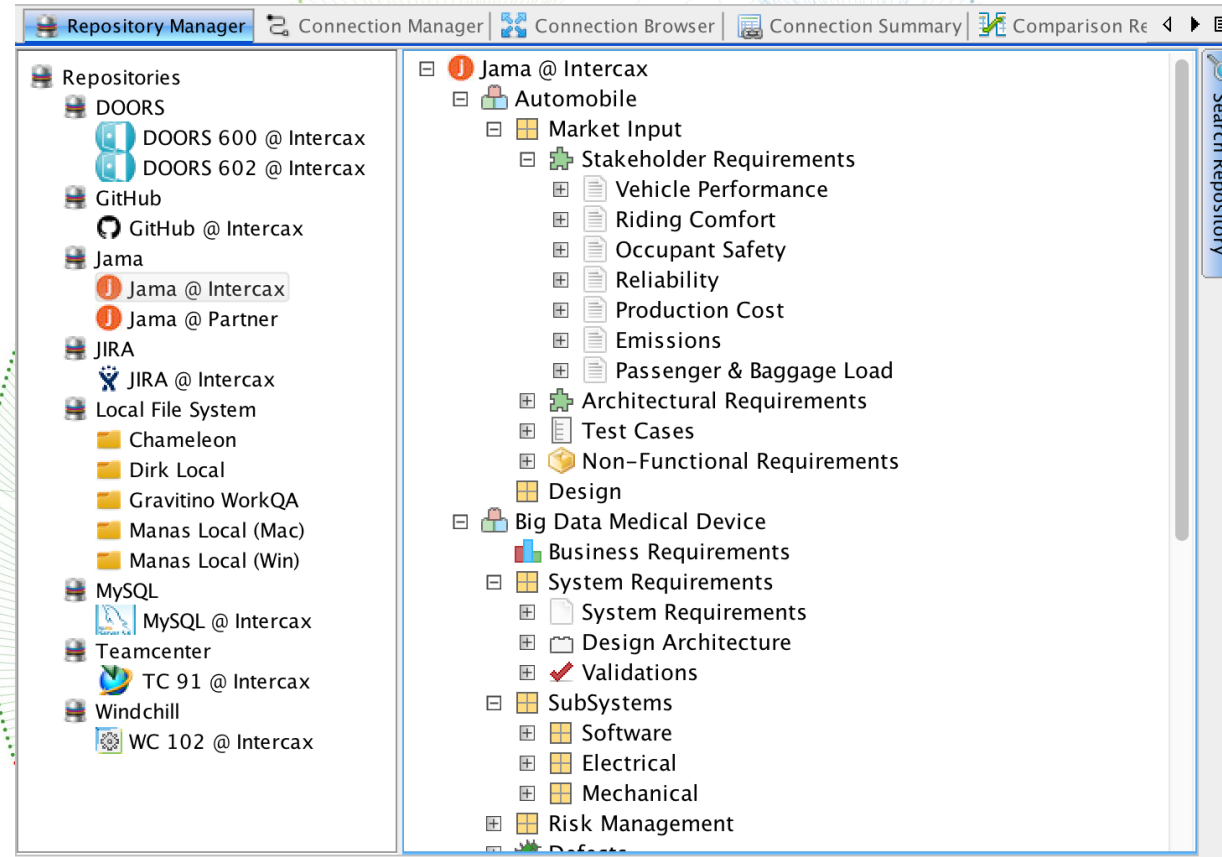 Repository Manager
Connection Manager
Connection Browser
Connection Summary
Comparison Re
Repositories
DOORS
DOORS 600 @ Intercax
DOORS 602 @ Intercax
GitHub
GitHub @ Intercax
Jama
Jama @ Intercax
Jama @ Partner
JIRA
JIRA @ Intercax
Local File System
Chameleon
Dirk Local
Gravitino WorkQA
Manas Local (Mac)
Manas Local (Win)
MySQL
MySQL @ Intercax
Teamcenter
TC 91 @ Intercax
Windchill
WC 102 @ Intercax
Jama @ Intercax
Automobile
Market Input
Stakeholder Requirements
Vehicle Performance
Riding Comfort
Occupant Safety
Reliability
Production Cost
Emissions
Passenger & Baggage Load
Architectural Requirements
Test Cases
Non-Functional Requirements
Design
Big Data Medical Device
Business Requirements
System Requirements
System Requirements
Design Architecture
Validations
SubSystems
Software
Electrical
Mechanical
Risk Management
Defects
Search Repository